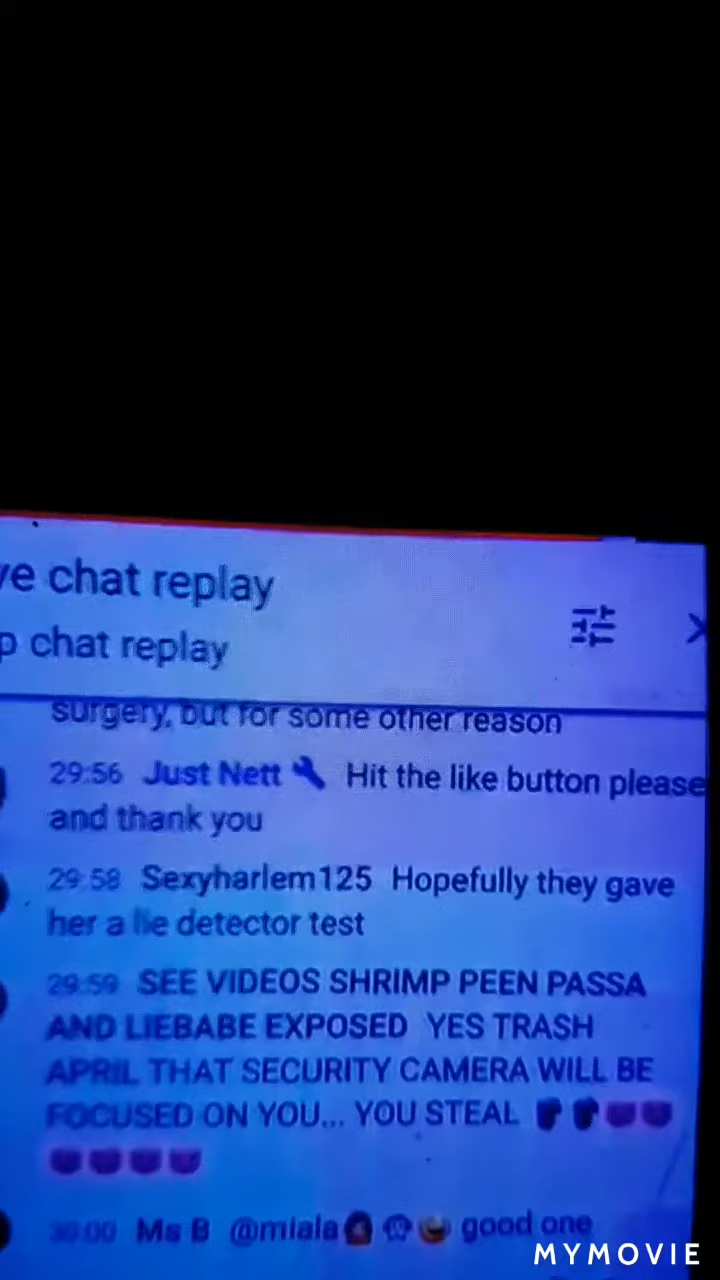 ve chat replay
p chat replay
surgery, but for some other reason
29:56 Just Nett 🔧 Hit the like button please
and thank you
29:58 Sexyharlem125 Hopefully they gave
her a lie detector test
29:59 SEE VIDEOS SHRIMP PEEN PASSA
AND LIEBABE EXPOSED YES TRASH
APRIL THAT SECURITY CAMERA WILL BE
FOCUSED ON YOU... YOU STEAL
30:00 Ms B @miala good one
MYMOVIE